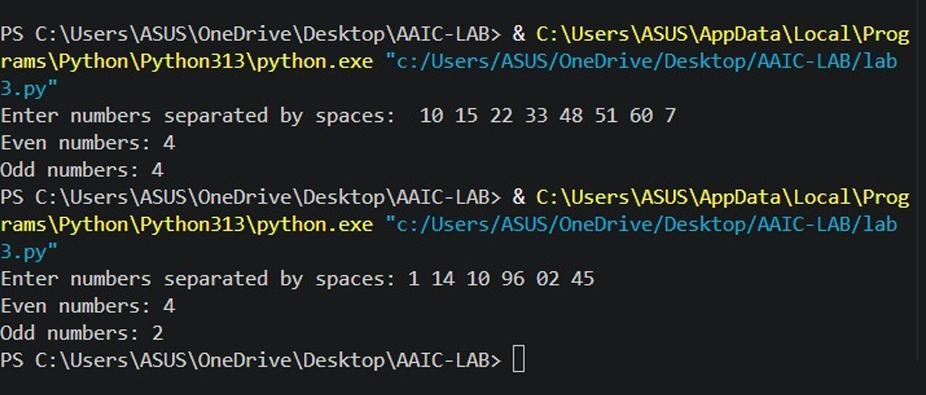 PS C:\Users\ASUS\OneDrive\Desktop\AAIC-LAB> & C:\Users\ASUS\AppData\Local\Prog
rams\Python\Python313\python.exe "c:/Users/ASUS/OneDrive/Desktop/AAIC-LAB/lab
3.py"
Enter numbers separated by spaces:  10 15 22 33 48 51 60 7
Even numbers: 4
Odd numbers: 4
PS C:\Users\ASUS\OneDrive\Desktop\AAIC-LAB> & C:\Users\ASUS\AppData\Local\Prog
rams\Python\Python313\python.exe "c:/Users/ASUS/OneDrive/Desktop/AAIC-LAB/lab
3.py"
Enter numbers separated by spaces: 1 14 10 96 02 45
Even numbers: 4
Odd numbers: 2
PS C:\Users\ASUS\OneDrive\Desktop\AAIC-LAB>